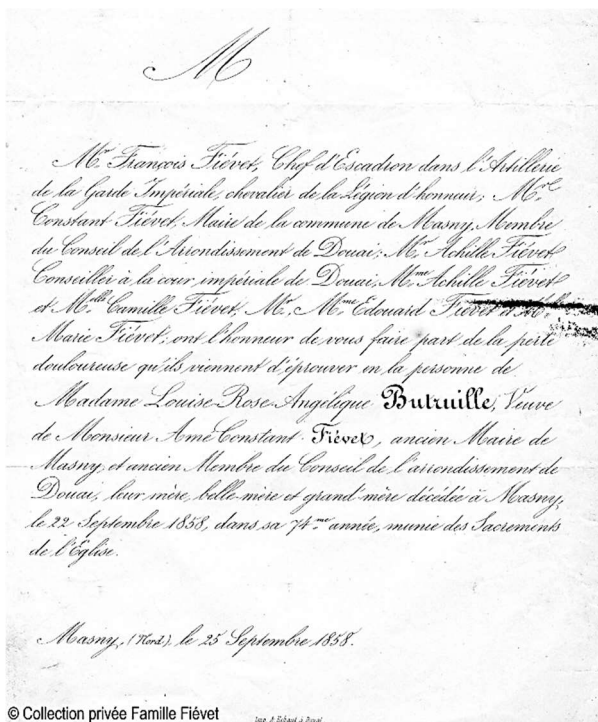 M
Mr. François Fiévet, Chef d'Escadron dans l'Artillerie
de la Garde Impériale, chevalier de la Légion d'honneur; Mr.
Constant Fiévet, Maire de la commune de Masny, Membre
du Conseil de l'Arrondissement de Douai; Mr. Achille Fiévet
Conseiller à la cour impériale de Douai, Mme. Achille Fiévet
et Melle. Camille Fiévet, Mr. Mme. Edouard Fiévet et Melle.
Marie Fiévet; ont l'honneur de vous faire part de la perte
douloureuse qu'ils viennent d'éprouver en la personne de
Madame Louise Rose Angélique Butruille, Veuve
de Monsieur Amé Constant Fiévet, ancien Maire de
Masny, et ancien Membre du Conseil de l'arrondissement de
Douai, leur mère, belle-mère et grand'mère décédée à Masny,
le 22 Septembre 1858, dans sa 74me. année, munie des Sacrements
de l'Eglise.
Masny, (Nord), le 25 Septembre 1858.
© Collection privée Famille Fiévet